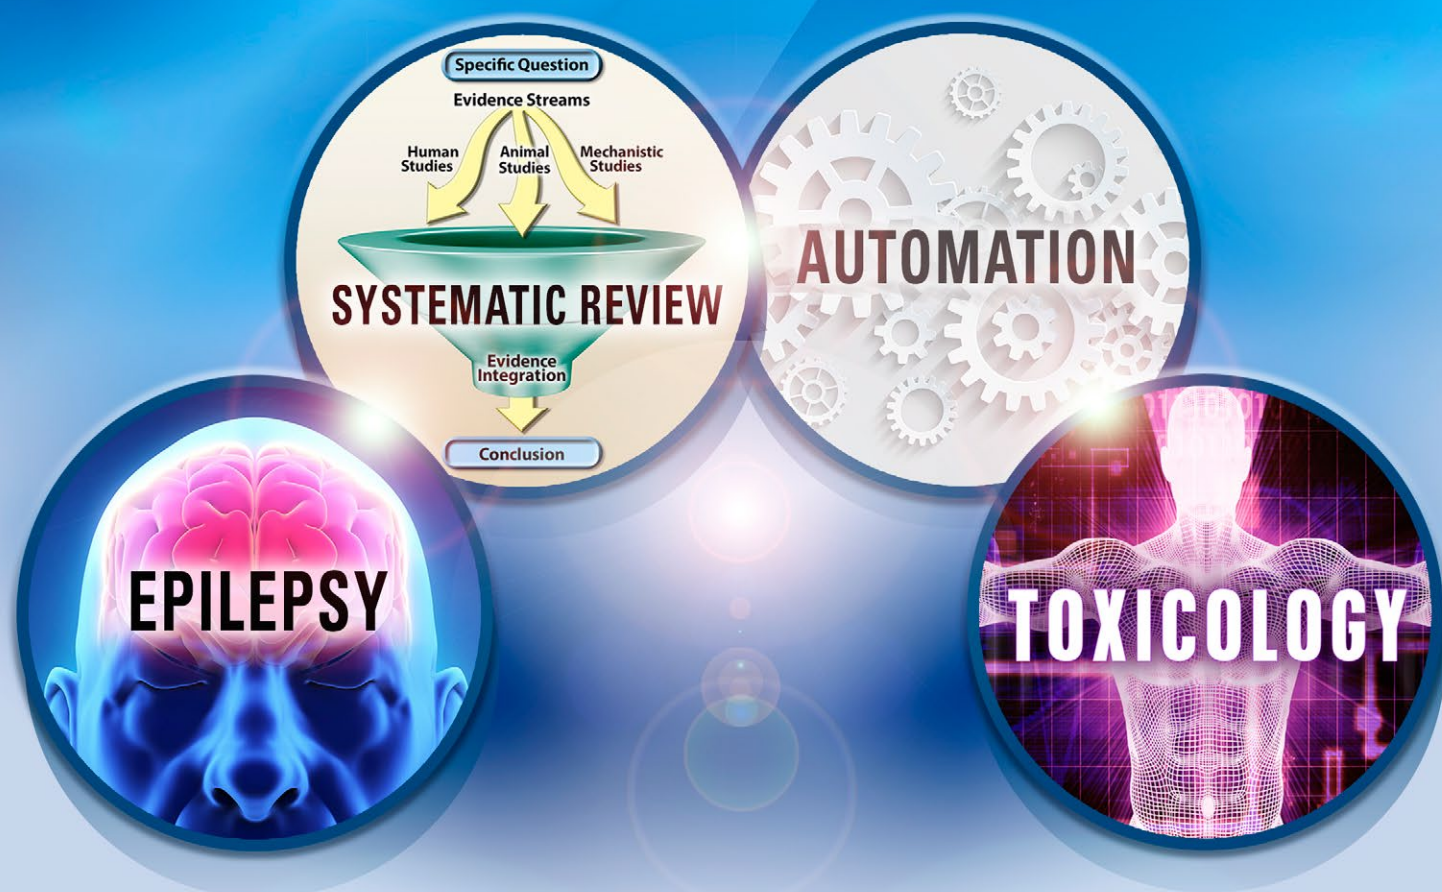 Specific Question
Evidence Streams
Human
Studies
Animal
Studies
Mechanistic
Studies
SYSTEMATIC REVIEW
Evidence
Integration
Conclusion
AUTOMATION
EPILEPSY
TOXICOLOGY